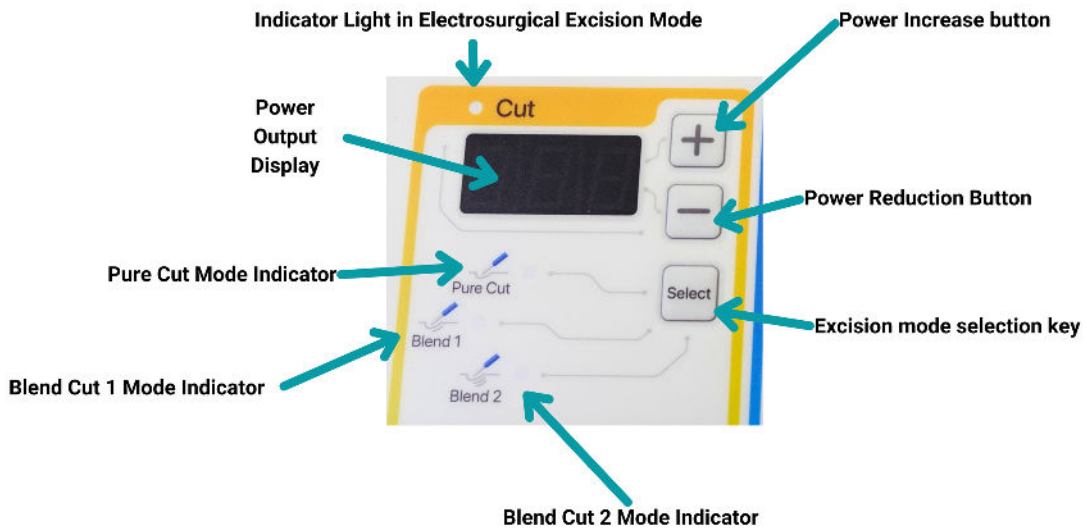 Indicator Light in Electrosurgical Excision Mode
Power Increase button
Cut
Power
Output
Display
+
−
Power Reduction Button
Pure Cut Mode Indicator
Pure Cut
Select
Blend 1
Excision mode selection key
Blend Cut 1 Mode Indicator
Blend 2
Blend Cut 2 Mode Indicator